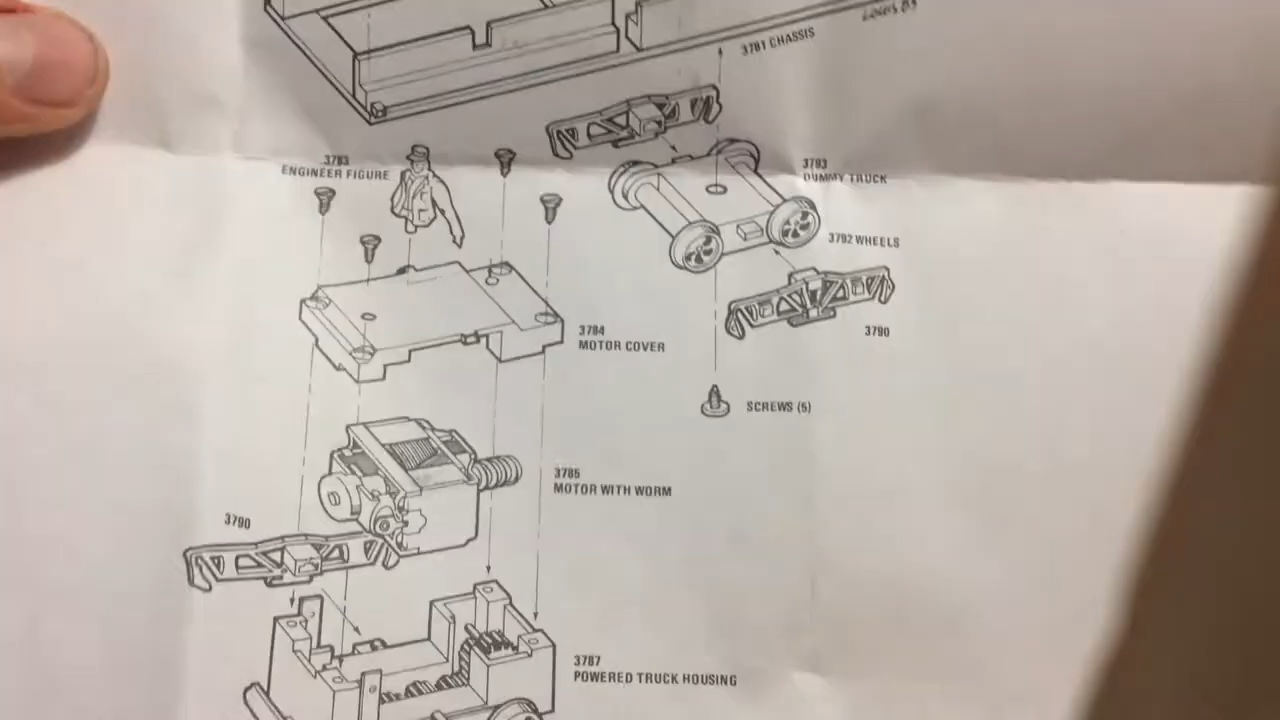 3781 CHASSIS
3783
ENGINEER FIGURE
3793
DUMMY TRUCK
3792 WHEELS
3790
3784
MOTOR COVER
SCREWS (5)
3785
MOTOR WITH WORM
3790
3787
POWERED TRUCK HOUSING